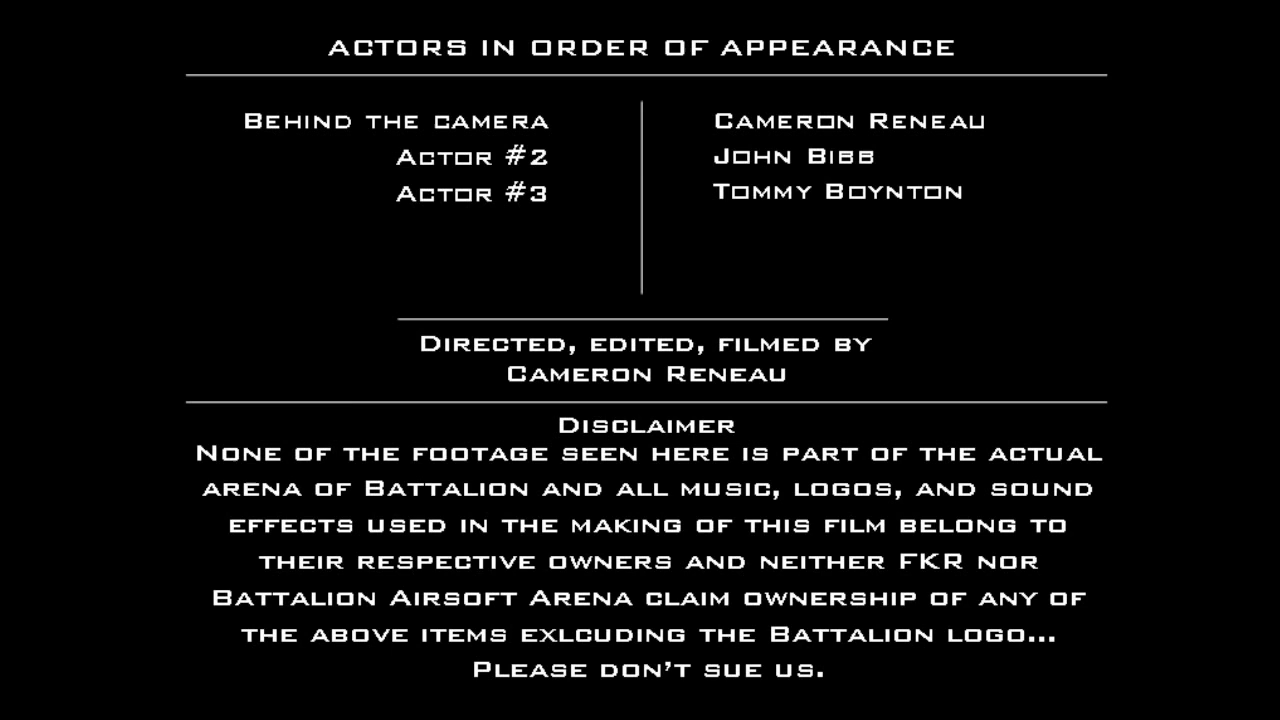 ACTORS IN ORDER OF APPEARANCE
BEHIND THE CAMERA CAMERON RENEAU
ACTOR #2 JOHN BIBB
ACTOR #3 TOMMY BOYNTON
DIRECTED, EDITED, FILMED BY
CAMERON RENEAU
DISCLAIMER
NONE OF THE FOOTAGE SEEN HERE IS PART OF THE ACTUAL
ARENA OF BATTALION AND ALL MUSIC, LOGOS, AND SOUND
EFFECTS USED IN THE MAKING OF THIS FILM BELONG TO
THEIR RESPECTIVE OWNERS AND NEITHER FKR NOR
BATTALION AIRSOFT ARENA CLAIM OWNERSHIP OF ANY OF
THE ABOVE ITEMS EXLCUDING THE BATTALION LOGO...
PLEASE DON'T SUE US.